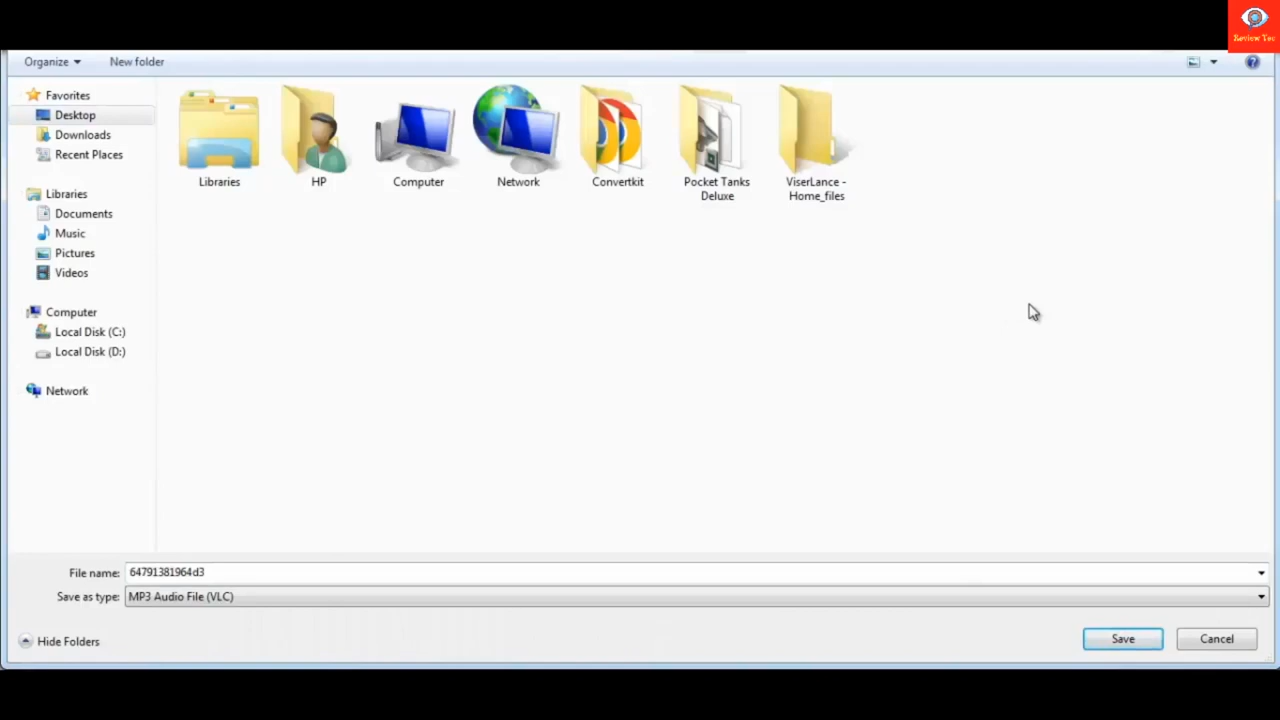 Review Tec
Organize
New folder
Favorites
Desktop
Downloads
Recent Places
Libraries
Documents
Music
Pictures
Videos
Computer
Local Disk (C:)
Local Disk (D:)
Network
Libraries
HP
Computer
Network
Convertkit
Pocket Tanks
Deluxe
ViserLance -
Home_files
File name: 64791381964d3
Save as type: MP3 Audio File (VLC)
Hide Folders
Save
Cancel